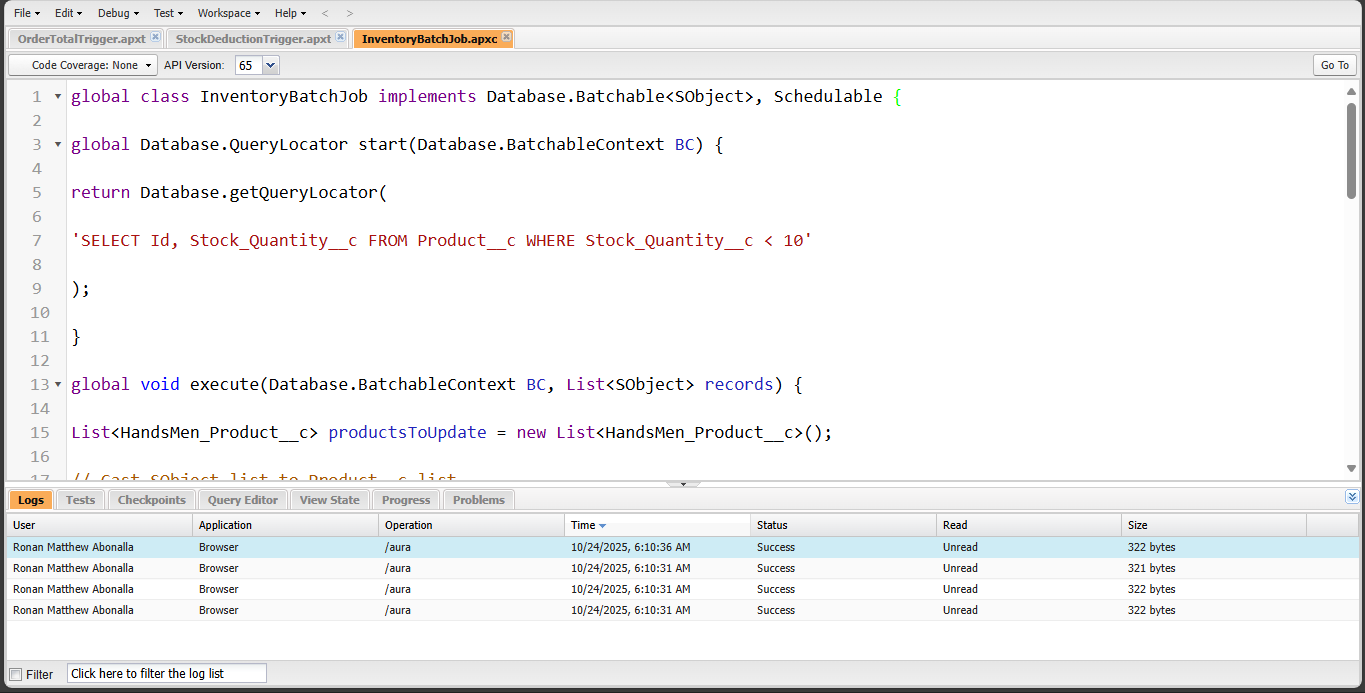 File Edit Debug Test Workspace Help < >
OrderTotalTrigger.apxt StockDeductionTrigger.apxt InventoryBatchJob.apxc
Code Coverage: None API Version: 65 Go To
1 global class InventoryBatchJob implements Database.Batchable<SObject>, Schedulable {
2
3 global Database.QueryLocator start(Database.BatchableContext BC) {
4
5 return Database.getQueryLocator(
6
7 'SELECT Id, Stock_Quantity__c FROM Product__c WHERE Stock_Quantity__c < 10'
8
9 );
10
11 }
12
13 global void execute(Database.BatchableContext BC, List<SObject> records) {
14
15 List<HandsMen_Product__c> productsToUpdate = new List<HandsMen_Product__c>();
16
17 // Cast SObject list to Product__c list
Logs Tests Checkpoints Query Editor View State Progress Problems
User Application Operation Time Status Read Size
Ronan Matthew Abonalla Browser /aura 10/24/2025, 6:10:36 AM Success Unread 322 bytes
Ronan Matthew Abonalla Browser /aura 10/24/2025, 6:10:31 AM Success Unread 321 bytes
Ronan Matthew Abonalla Browser /aura 10/24/2025, 6:10:31 AM Success Unread 322 bytes
Ronan Matthew Abonalla Browser /aura 10/24/2025, 6:10:31 AM Success Unread 322 bytes
Filter Click here to filter the log list